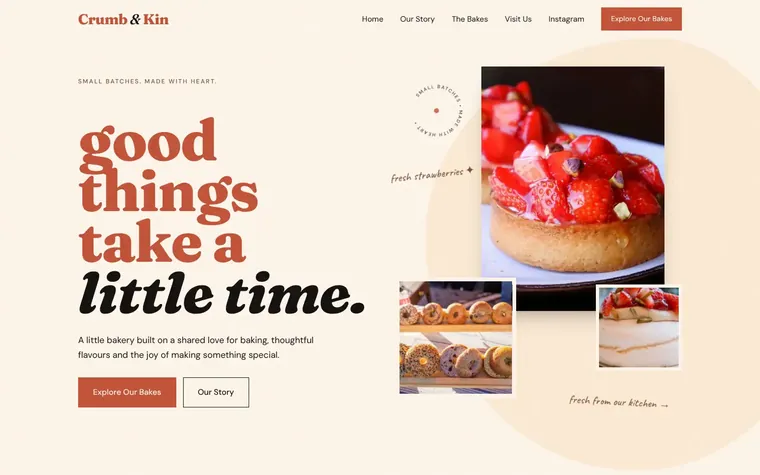 Crumb & Kin
Home
Our Story
The Bakes
Visit Us
Instagram
Explore Our Bakes
SMALL BATCHES. MADE WITH HEART.
SMALL BATCHES • MADE WITH HEART •
good
things
take a
little time.
fresh strawberries
A little bakery built on a shared love for baking, thoughtful
flavours and the joy of making something special.
Explore Our Bakes
Our Story
fresh from our kitchen →